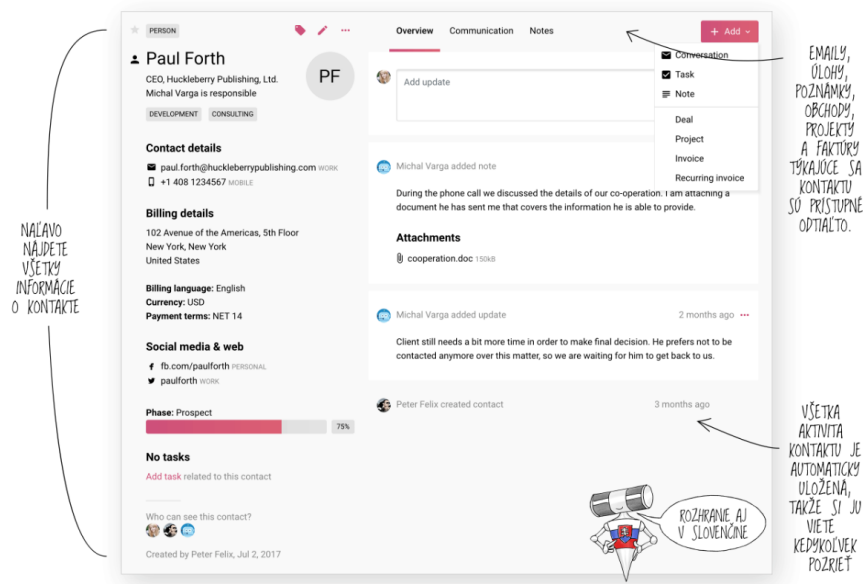 PERSON
Paul Forth
CEO, Huckleberry Publishing, Ltd.
Michal Varga is responsible
DEVELOPMENT CONSULTING
PF
Contact details
paul.forth@huckleberrypublishing.com WORK
+1 408 1234567 MOBILE
Billing details
102 Avenue of the Americas, 5th Floor
New York, New York
United States
Billing language: English
Currency: USD
Payment terms: NET 14
Social media & web
fb.com/paulforth PERSONAL
paulforth WORK
Phase: Prospect
75%
No tasks
Add task related to this contact
Who can see this contact?
Created by Peter Felix, Jul 2, 2017
Overview Communication Notes
+ Add
Conversation
Task
Note
Deal
Project
Invoice
Recurring invoice
Add update
Michal Varga added note
During the phone call we discussed the details of our co-operation. I am attaching a
document he has sent me that covers the information he is able to provide.
Attachments
cooperation.doc 150kB
Michal Varga added update 2 months ago
Client still needs a bit more time in order to make final decision. He prefers not to be
contacted anymore over this matter, so we are waiting for him to get back to us.
Peter Felix created contact 3 months ago
NAĽAVO
NÁJDETE
VŠETKY
INFORMÁCIE
O KONTAKTE
EMAILY,
ÚLOHY,
POZNÁMKY,
OBCHODY,
PROJEKTY
A FAKTÚRY
TÝKAJÚCE SA
KONTAKTU
SÚ PRÍSTUPNÉ
ODTIAĽTO.
VŠETKA
AKTIVITA
KONTAKTU JE
AUTOMATICKY
ULOŽENÁ,
TAKŽE SI JU
VIETE
KEDYKOĽVEK
POZRIEŤ
ROZHRANIE AJ
V SLOVENČINE